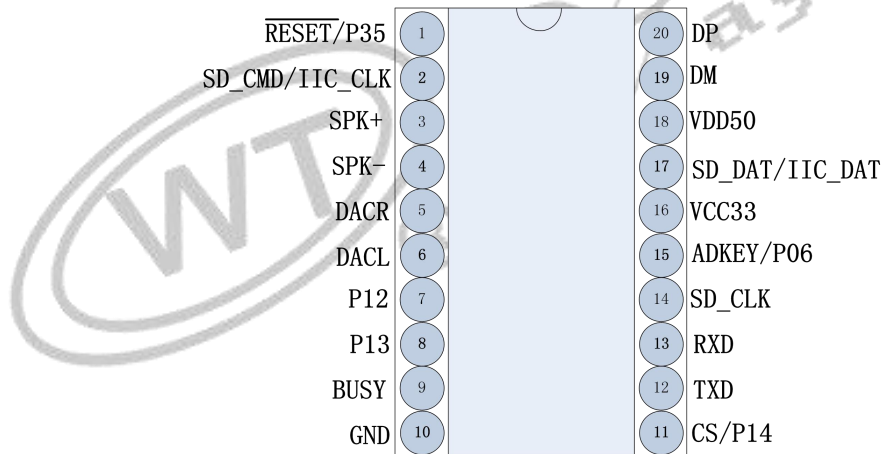 RESET/P35 1 20 DP
SD_CMD/IIC_CLK 2 19 DM
SPK+ 3 18 VDD50
SPK- 4 17 SD_DAT/IIC_DAT
DACR 5 16 VCC33
DACL 6 15 ADKEY/P06
P12 7 14 SD_CLK
P13 8 13 RXD
BUSY 9 12 TXD
GND 10 11 CS/P14
WT